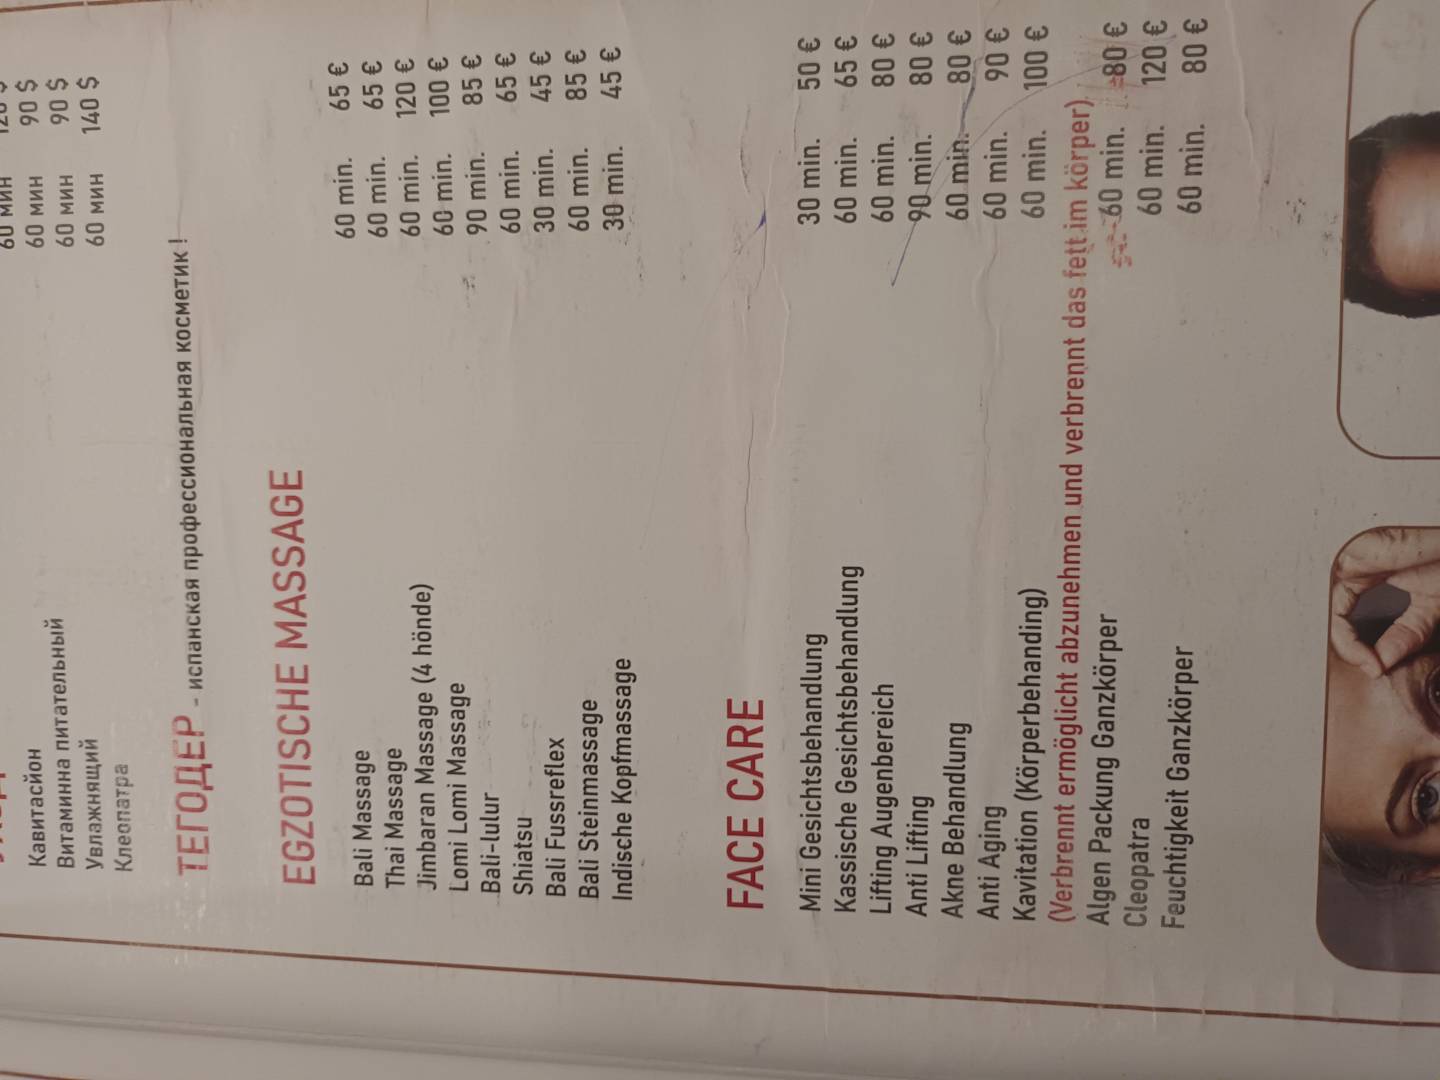 Кавитасйон 60 мин
Витаминна питательный 60 мин 90 $
Увлажнящий 60 мин 90 $
Клеопатра 60 мин 140 $
ТЕГОДЕР - испанская профессиональная косметик !
EGZOTISCHE MASSAGE
Bali Massage 60 min. 65 €
Thai Massage 60 min. 65 €
Jimbaran Massage (4 hönde) 60 min. 120 €
Lomi Lomi Massage 60 min. 100 €
Bali-lulur 90 min. 85 €
Shiatsu 60 min. 65 €
Bali Fussreflex 30 min. 45 €
Bali Steinmassage 60 min. 85 €
Indische Kopfmassage 30 min. 45 €
FACE CARE
Mini Gesichtsbehandlung 30 min. 50 €
Kassische Gesichtsbehandlung 60 min. 65 €
Lifting Augenbereich 60 min. 80 €
Anti Lifting 90 min. 80 €
Akne Behandlung 60 min. 80 €
Anti Aging 60 min. 90 €
Kavitation (Körperbehanding) 60 min. 100 €
(Verbrennt ermöglicht abzunehmen und verbrennt das fett im körper)
Algen Packung Ganzkörper 60 min. 80 €
Cleopatra 60 min. 120 €
Feuchtigkeit Ganzkörper 60 min. 80 €